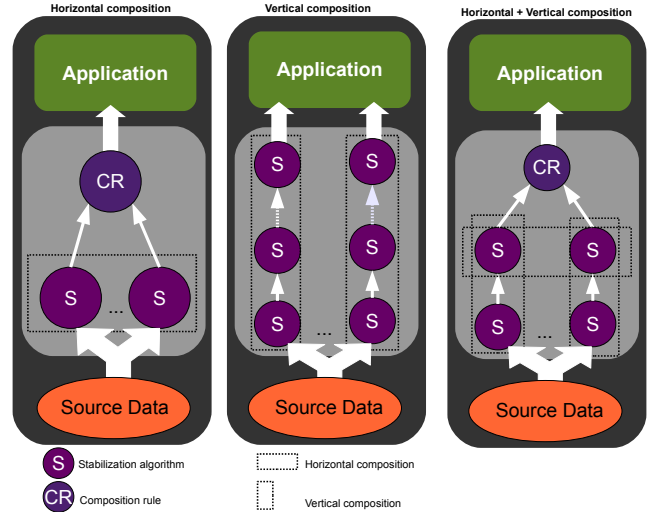 Horizontal composition
Application
CR
S
...
S
Source Data
Vertical composition
Application
S
S
S
S
S
...
S
Source Data
Horizontal + Vertical composition
Application
CR
S
S
S
...
S
Source Data
S Stabilization algorithm
CR Composition rule
Horizontal composition
Vertical composition